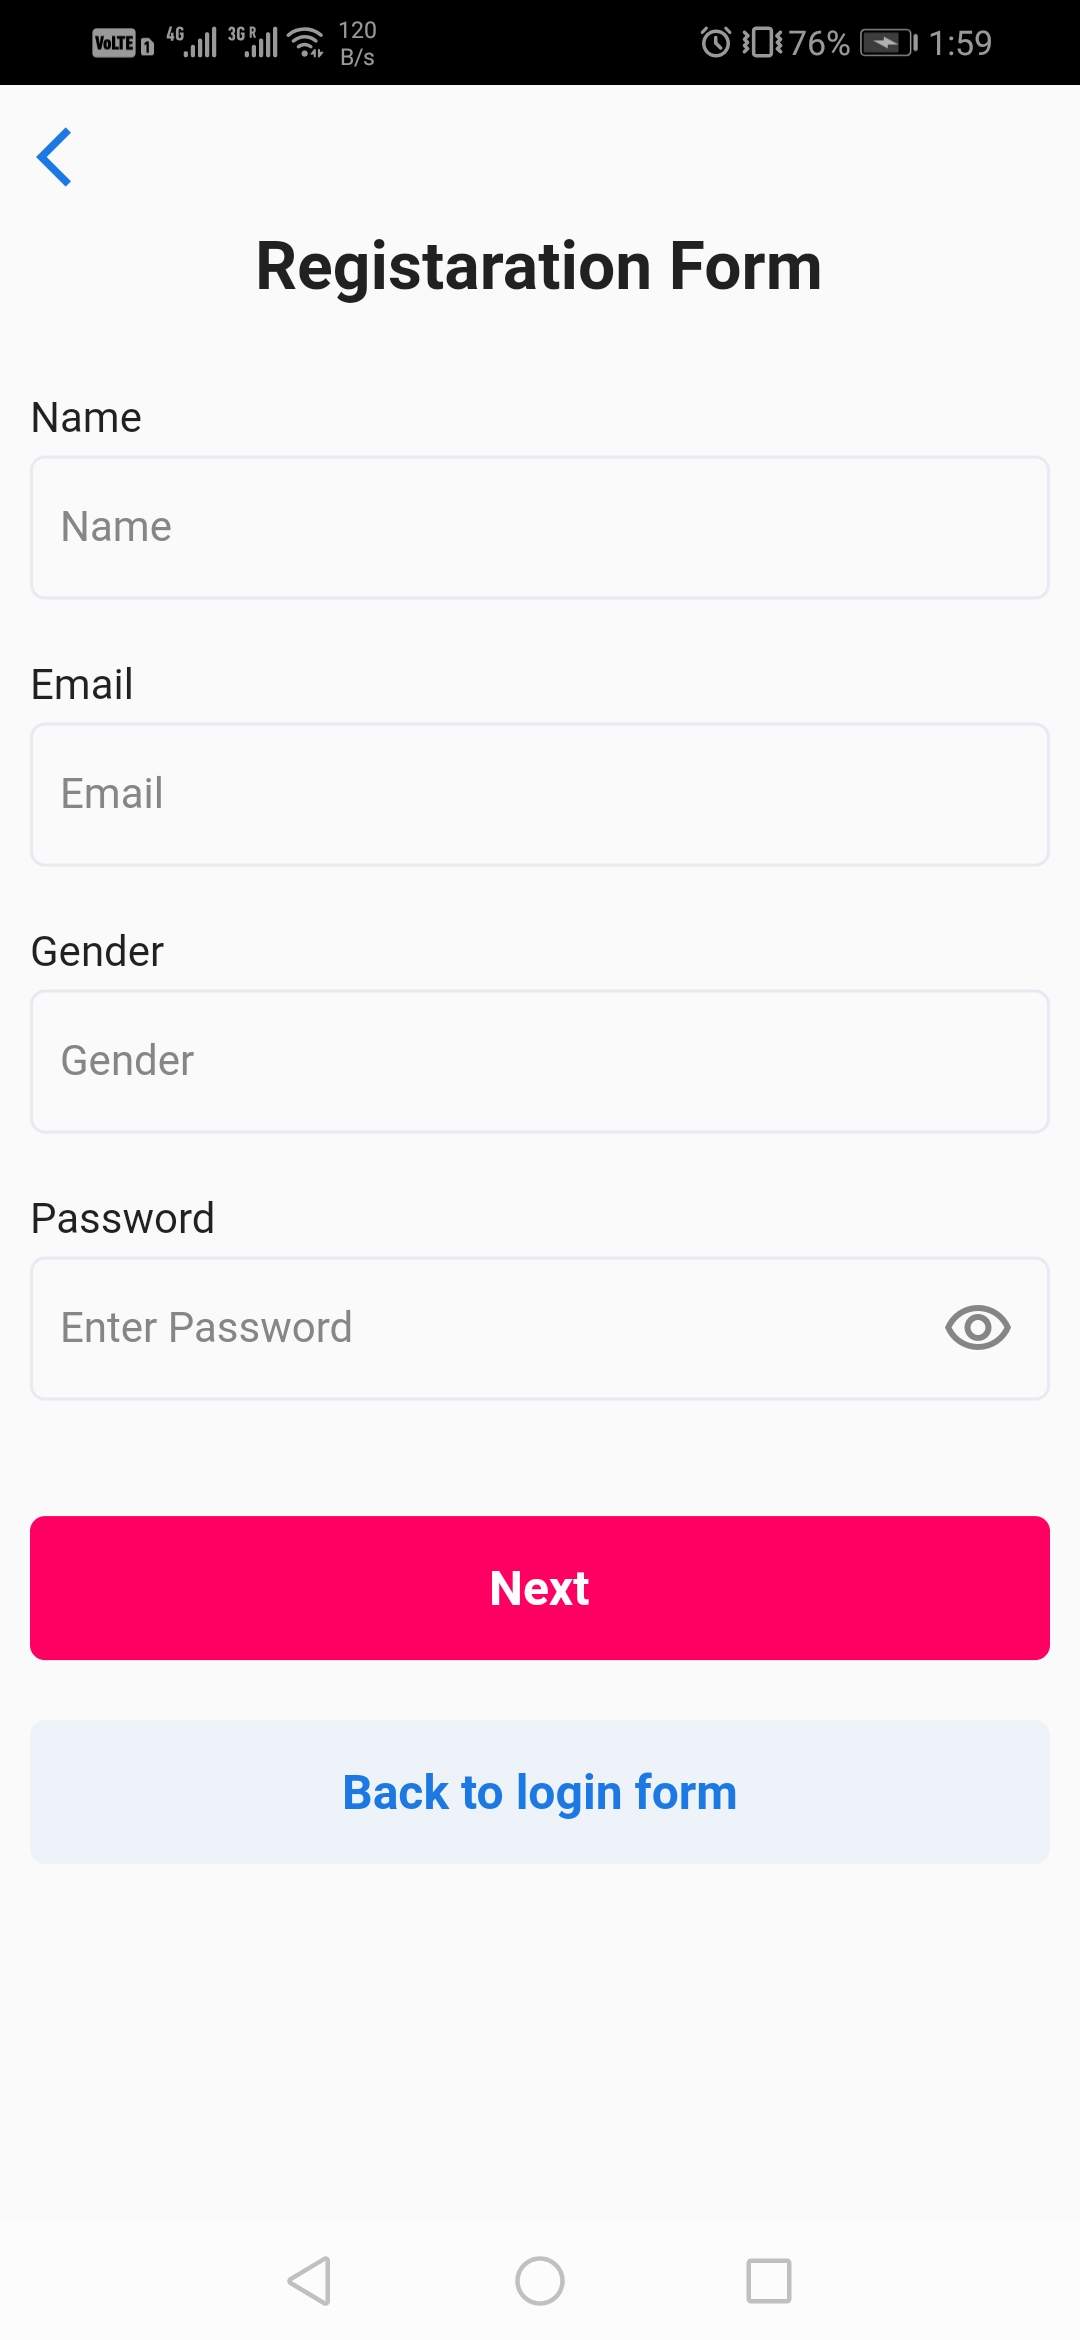 VoLTE 1 4G 3G R 120 B/s 76% 1:59
Registaration Form
Name
Name
Email
Email
Gender
Gender
Password
Enter Password
Next
Back to login form